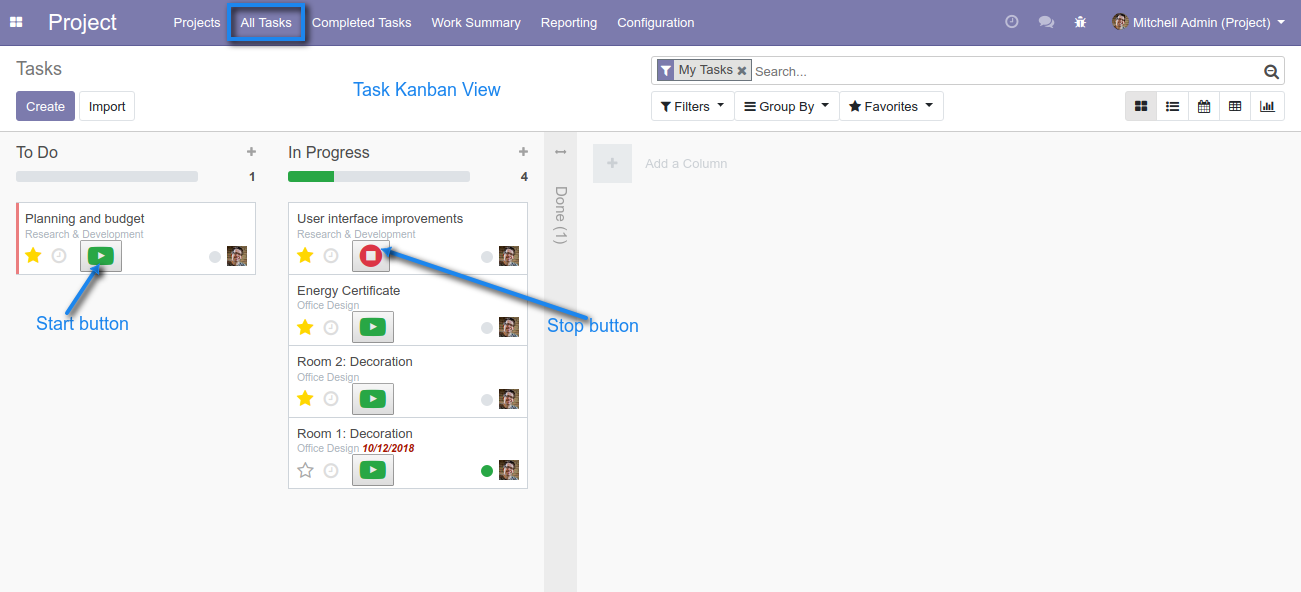 Project
Projects All Tasks Completed Tasks Work Summary Reporting Configuration
Mitchell Admin (Project)
Tasks
Task Kanban View
My Tasks
Search...
Create Import
Filters Group By Favorites
To Do
1
Planning and budget
Research & Development
Start button
In Progress
4
User interface improvements
Research & Development
Energy Certificate
Office Design
Room 2: Decoration
Office Design
Room 1: Decoration
Office Design 10/12/2018
Stop button
Done (1)
Add a Column